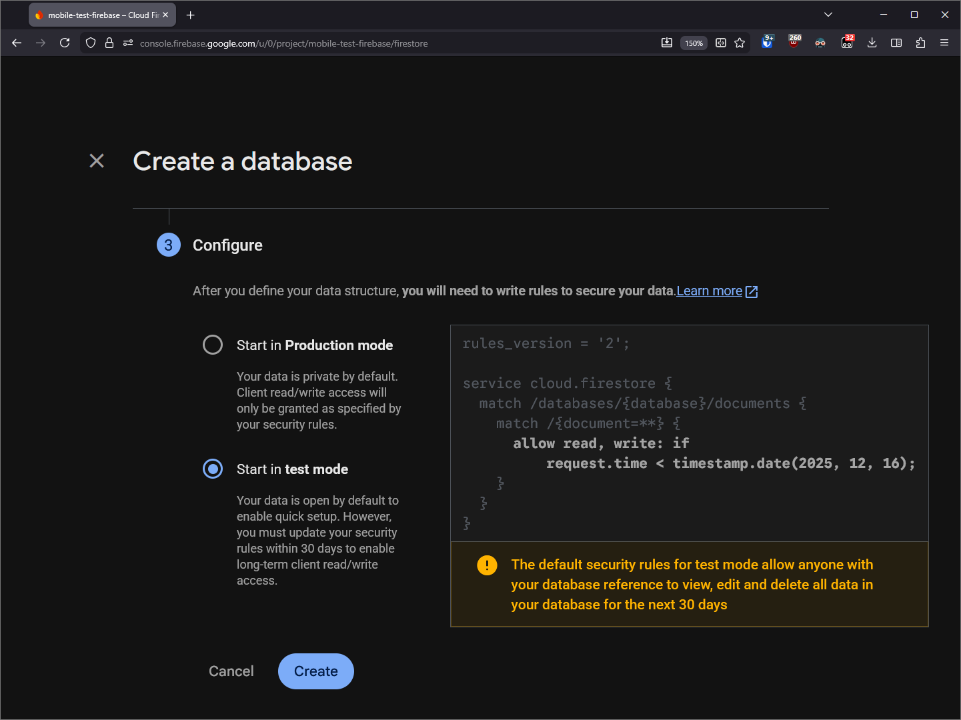 mobile-test-firebase – Cloud Fi
console.firebase.google.com/u/0/project/mobile-test-firebase/firestore
150%
9+
260
32
Create a database
3
Configure
After you define your data structure, you will need to write rules to secure your data.Learn more
Start in Production mode
Your data is private by default.
Client read/write access will
only be granted as specified by
your security rules.
Start in test mode
Your data is open by default to
enable quick setup. However,
you must update your security
rules within 30 days to enable
long-term client read/write
access.
rules_version = '2';
service cloud.firestore {
match /databases/{database}/documents {
match /{document=**} {
allow read, write: if
request.time < timestamp.date(2025, 12, 16);
}
}
}
!
The default security rules for test mode allow anyone with
your database reference to view, edit and delete all data in
your database for the next 30 days
Cancel
Create